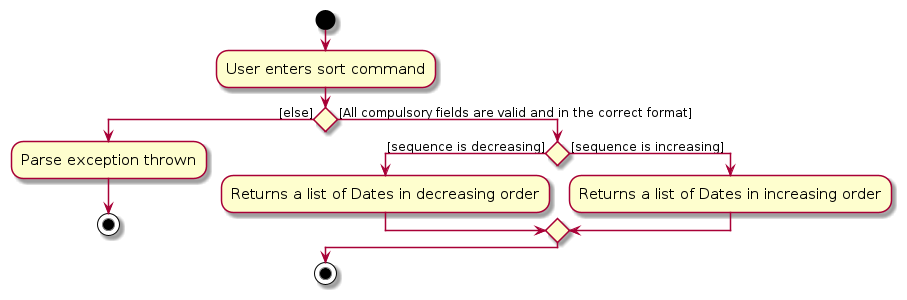 User enters sort command
[else]
[All compulsory fields are valid and in the correct format]
[sequence is decreasing]
[sequence is increasing]
Parse exception thrown
Returns a list of Dates in decreasing order
Returns a list of Dates in increasing order